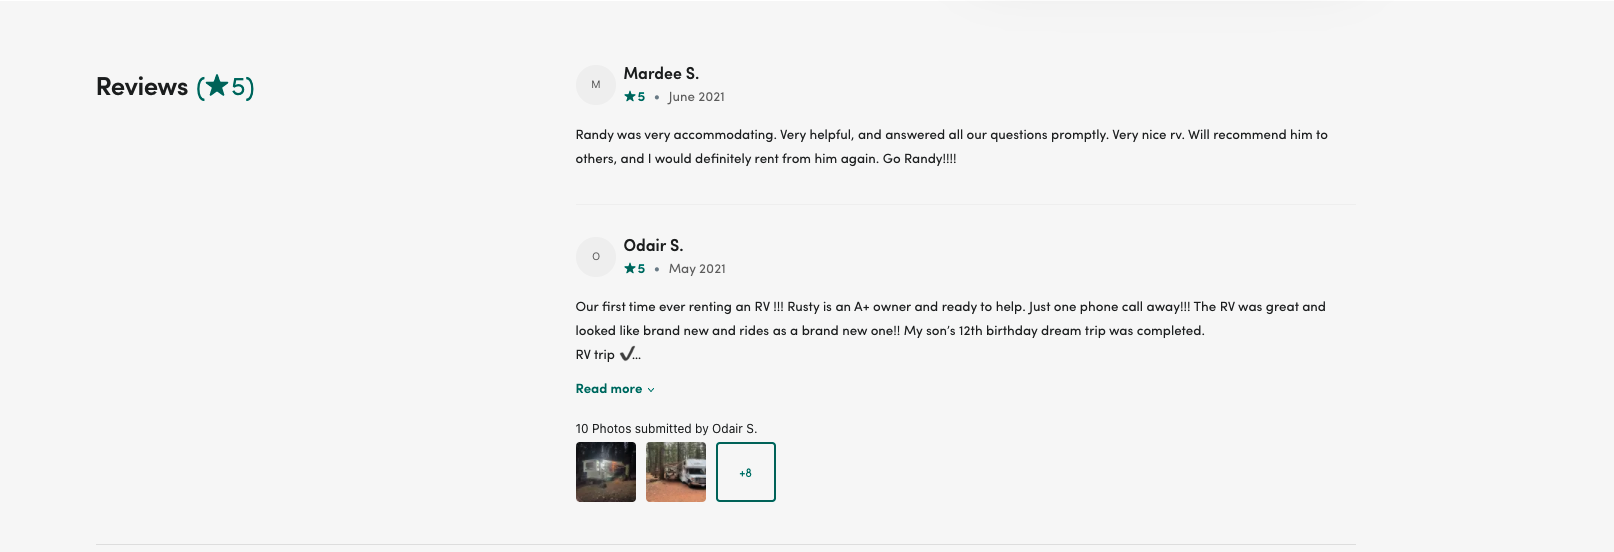 Reviews (★5)
M
Mardee S.
★5 • June 2021
Randy was very accommodating. Very helpful, and answered all our questions promptly. Very nice rv. Will recommend him to
others, and I would definitely rent from him again. Go Randy!!!!
O
Odair S.
★5 • May 2021
Our first time ever renting an RV !!! Rusty is an A+ owner and ready to help. Just one phone call away!!! The RV was great and
looked like brand new and rides as a brand new one!! My son's 12th birthday dream trip was completed.
RV trip ✔...
Read more
10 Photos submitted by Odair S.
+8